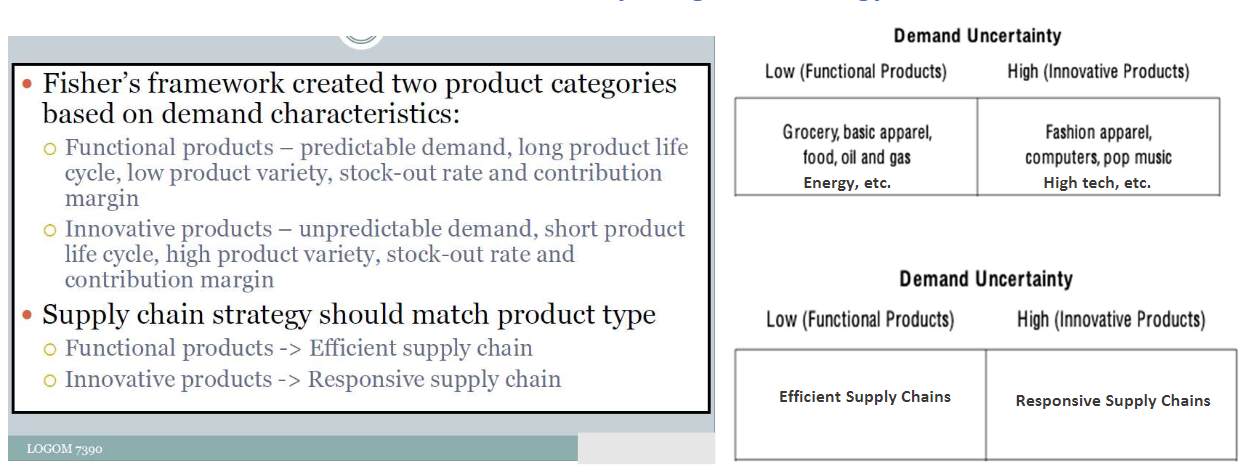 • Fisher's framework created two product categories
based on demand characteristics:
○ Functional products – predictable demand, long product life
cycle, low product variety, stock-out rate and contribution
margin
○ Innovative products – unpredictable demand, short product
life cycle, high product variety, stock-out rate and
contribution margin
• Supply chain strategy should match product type
○ Functional products -> Efficient supply chain
○ Innovative products -> Responsive supply chain
LOGOM 7390
Demand Uncertainty
Low (Functional Products) High (Innovative Products)
Grocery, basic apparel, Fashion apparel,
food, oil and gas computers, pop music
Energy, etc. High tech, etc.
Demand Uncertainty
Low (Functional Products) High (Innovative Products)
Efficient Supply Chains Responsive Supply Chains